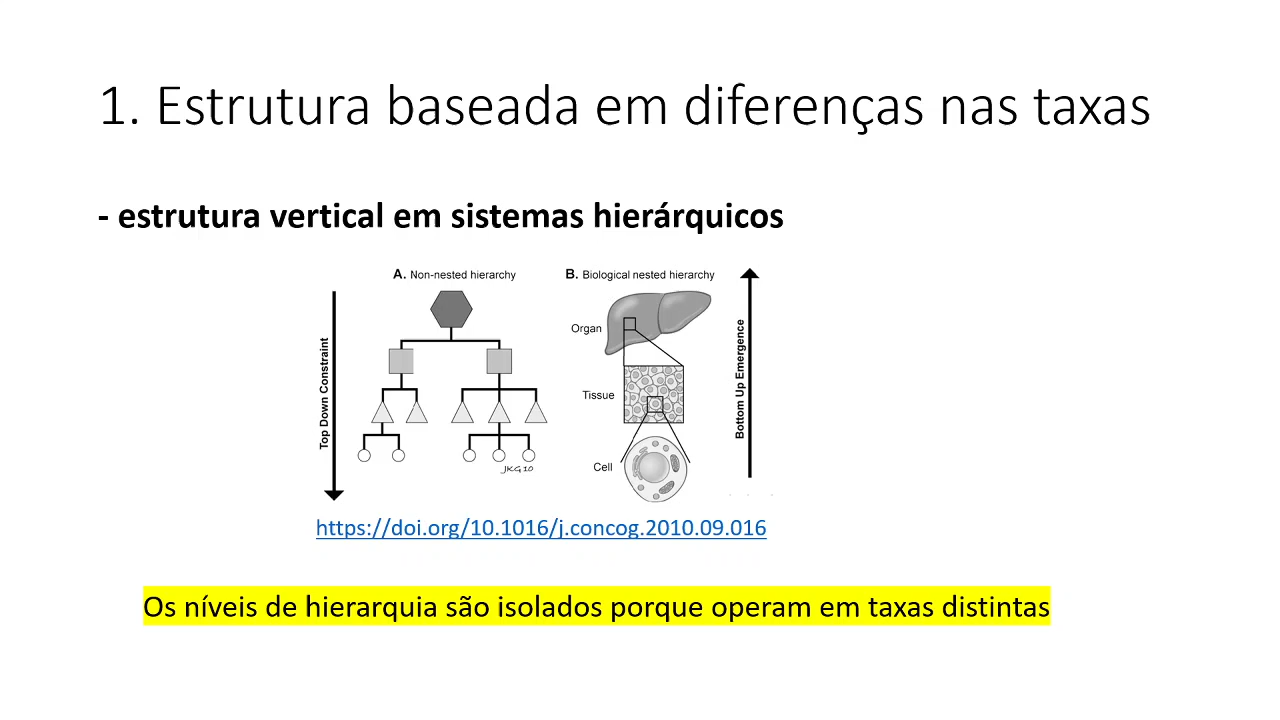 1. Estrutura baseada em diferenças nas taxas
- estrutura vertical em sistemas hierárquicos
A. Non-nested hierarchy
B. Biological nested hierarchy
Top Down Constraint
Organ
Tissue
Cell
Bottom Up Emergence
JKG 10
https://doi.org/10.1016/j.concog.2010.09.016
Os níveis de hierarquia são isolados porque operam em taxas distintas